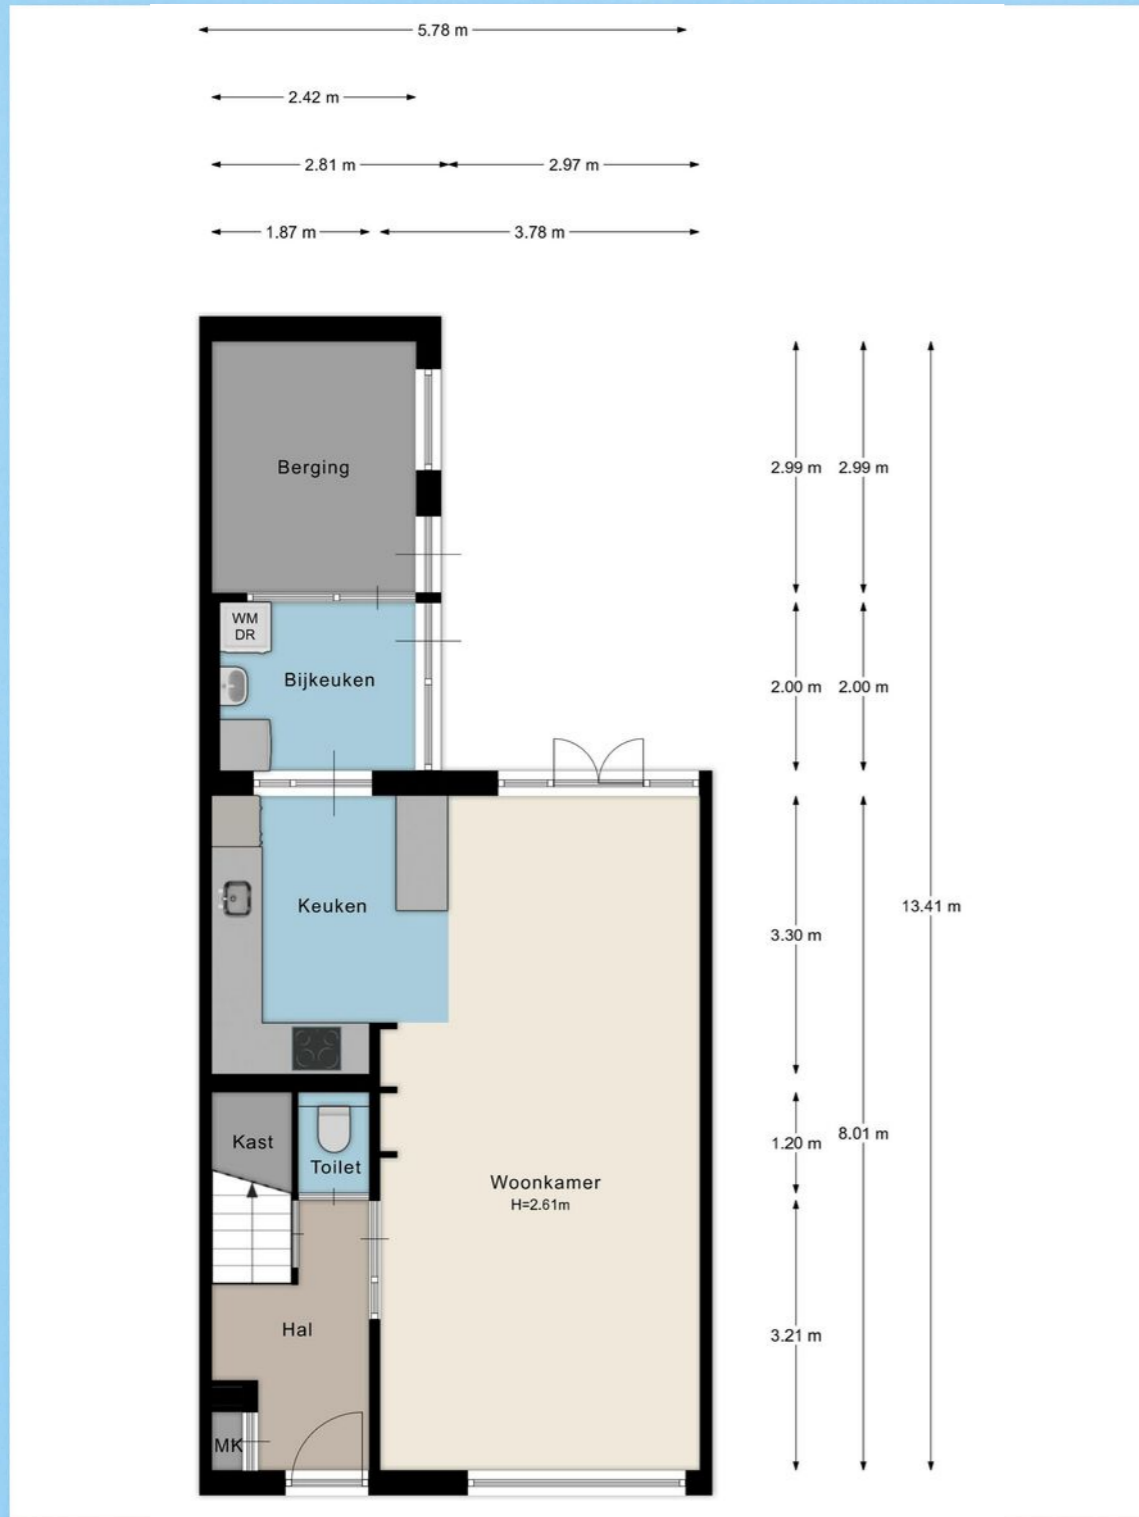 5.78 m
2.42 m
2.81 m
2.97 m
1.87 m
3.78 m
Berging
2.99 m
2.99 m
WM
DR
Bijkeuken
2.00 m
2.00 m
Keuken
13.41 m
3.30 m
Kast
1.20 m
8.01 m
Toilet
Woonkamer
H=2.61m
Hal
3.21 m
MK